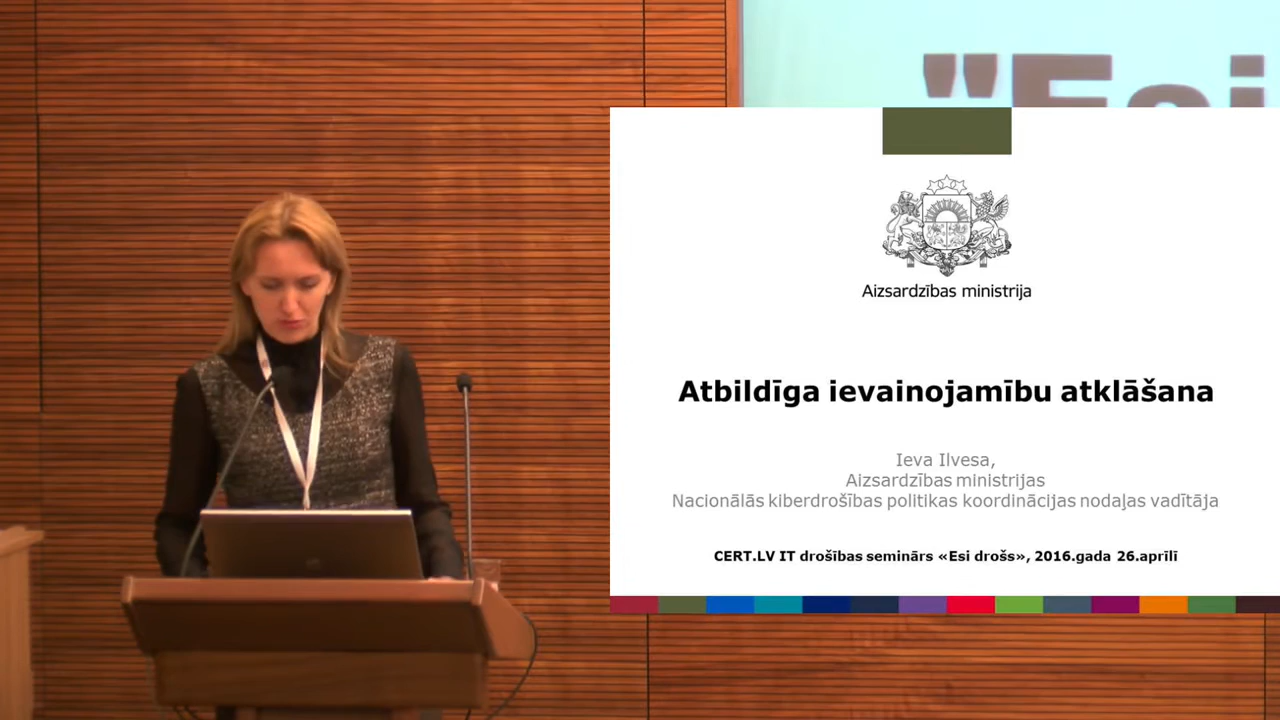 "Esi
Aizsardzības ministrija
Atbildīga ievainojamību atklāšana
Ieva Ilvesa,
Aizsardzības ministrijas
Nacionālās kiberdrošības politikas koordinācijas nodaļas vadītāja
CERT.LV IT drošības seminārs «Esi drošs», 2016.gada 26.aprīlī